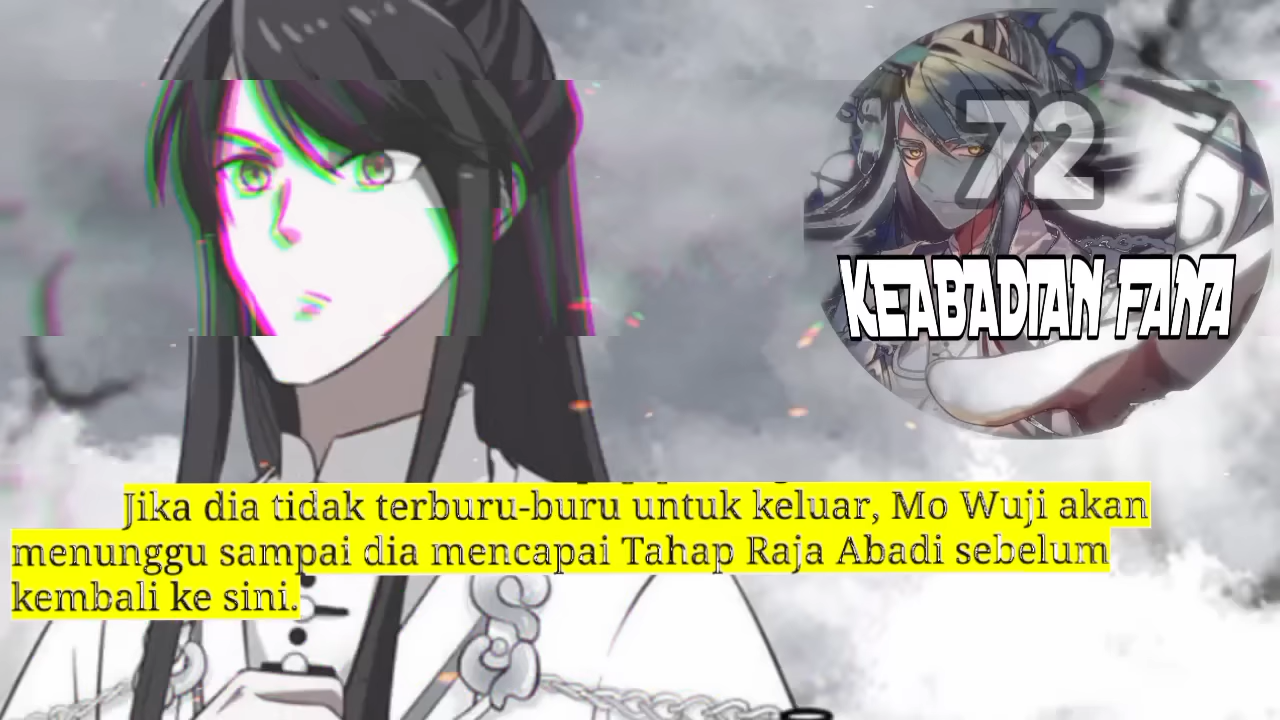 72
KEABADIAN FANA
Jika dia tidak terburu-buru untuk keluar, Mo Wuji akan
menunggu sampai dia mencapai Tahap Raja Abadi sebelum
kembali ke sini.